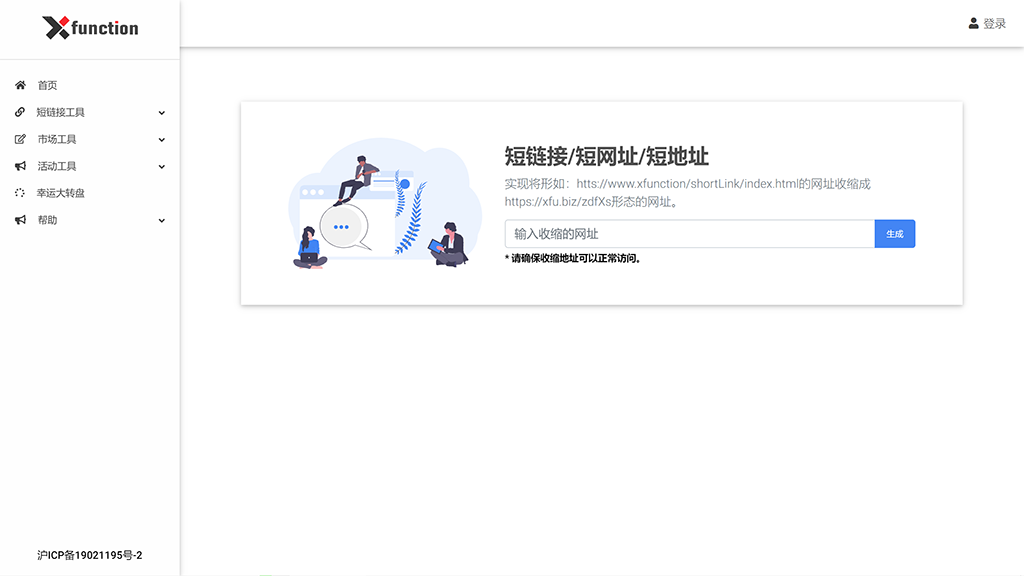 Xfunction
登录
首页
短链接工具
市场工具
活动工具
幸运大转盘
帮助
沪ICP备19021195号-2
短链接/短网址/短地址
实现将形如：htts://www.xfunction/shortLink/index.html的网址收缩成
https://xfu.biz/zdfXs形态的网址。
输入收缩的网址
生成
* 请确保收缩地址可以正常访问。